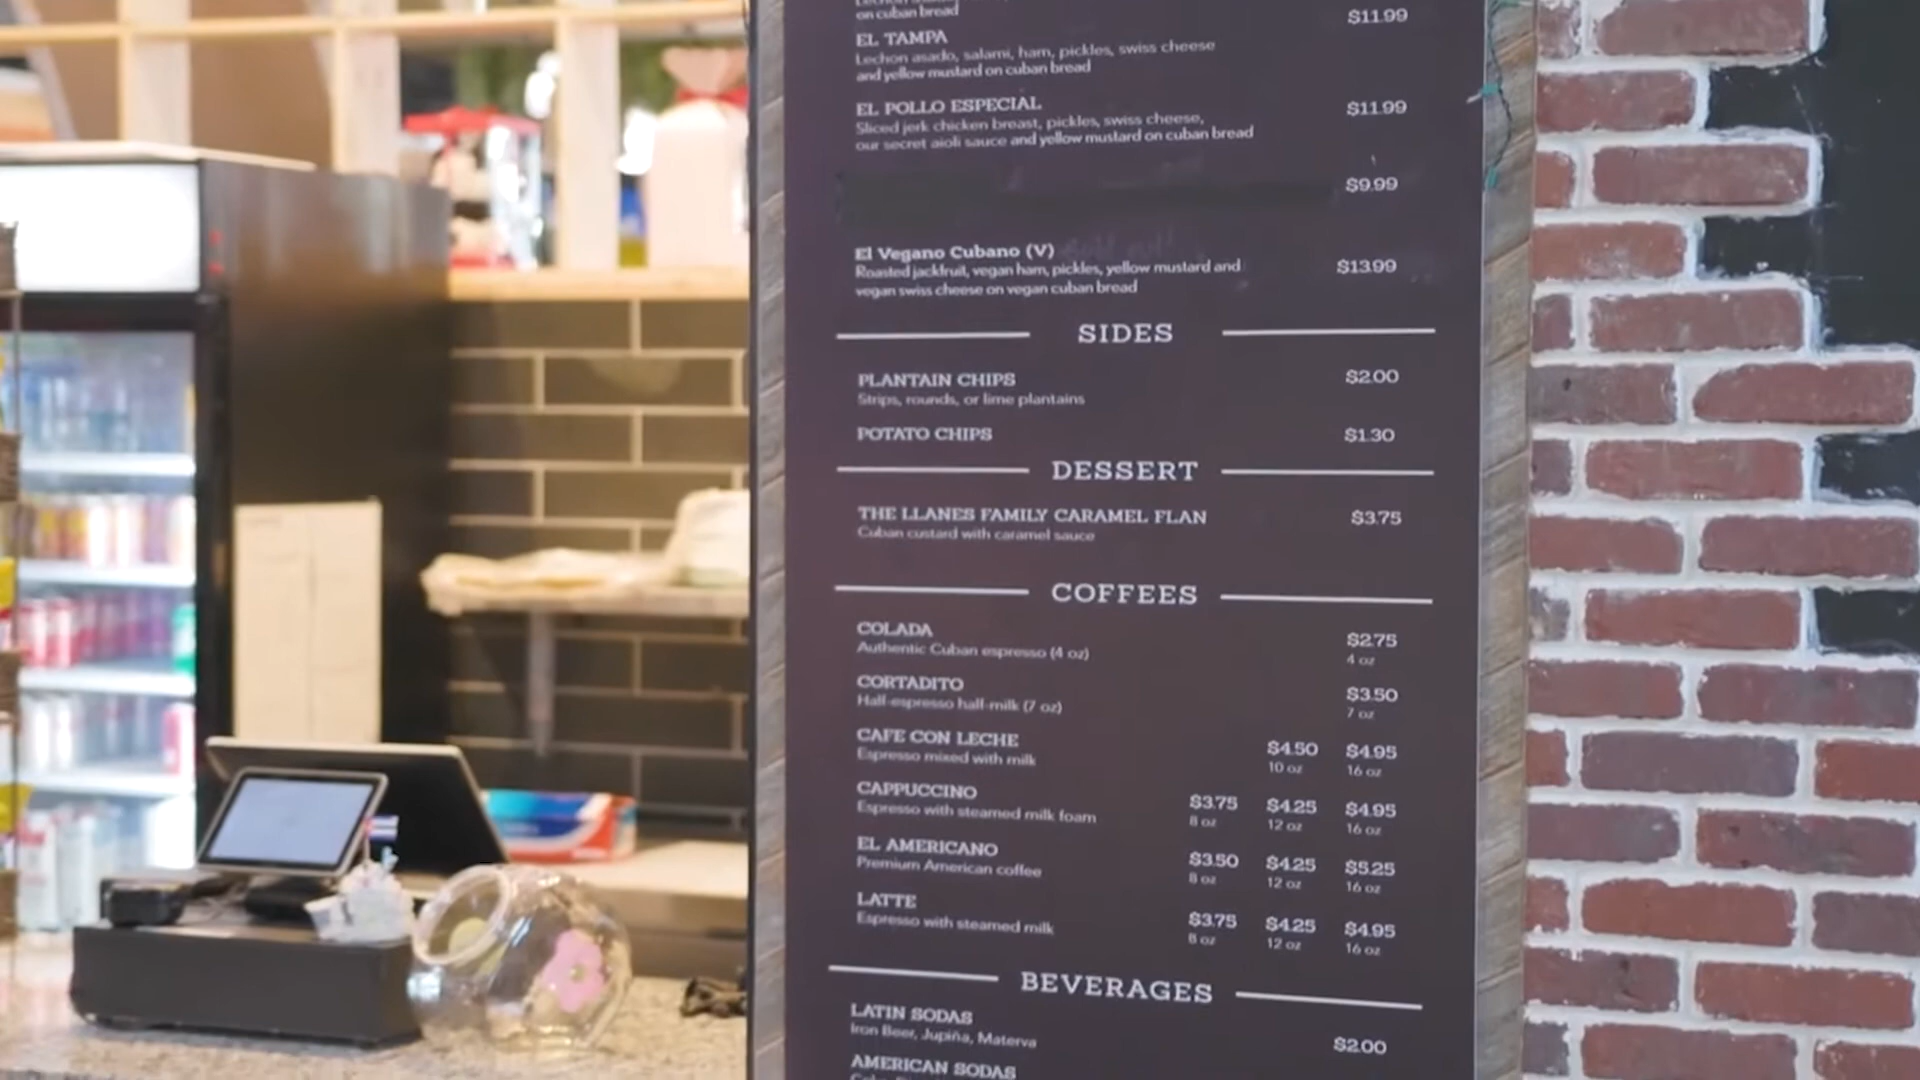 on cuban bread
$11.99
EL TAMPA
Lechon asado, salami, ham, pickles, swiss cheese
and yellow mustard on cuban bread
EL POLLO ESPECIAL
$11.99
Sliced jerk chicken breast, pickles, swiss cheese,
our secret aioli sauce and yellow mustard on cuban bread
$9.99
El Vegano Cubano (V)
$13.99
Roasted jackfruit, vegan ham, pickles, yellow mustard and
vegan swiss cheese on vegan cuban bread
SIDES
PLANTAIN CHIPS $2.00
Strips, rounds, or lime plantains
POTATO CHIPS $1.30
DESSERT
THE LLANES FAMILY CARAMEL FLAN $3.75
Cuban custard with caramel sauce
COFFEES
COLADA $2.75
Authentic Cuban espresso (4 oz) 4 oz
CORTADITO $3.50
Half-espresso half-milk (7 oz) 7 oz
CAFE CON LECHE $4.50 $4.95
Espresso mixed with milk 10 oz 16 oz
CAPPUCCINO $3.75 $4.25 $4.95
Espresso with steamed milk foam 8 oz 12 oz 16 oz
EL AMERICANO $3.50 $4.25 $5.25
Premium American coffee 8 oz 12 oz 16 oz
LATTE $3.75 $4.25 $4.95
Espresso with steamed milk 8 oz 12 oz 16 oz
BEVERAGES
LATIN SODAS
Iron Beer, Jupiña, Materva $2.00
AMERICAN SODAS